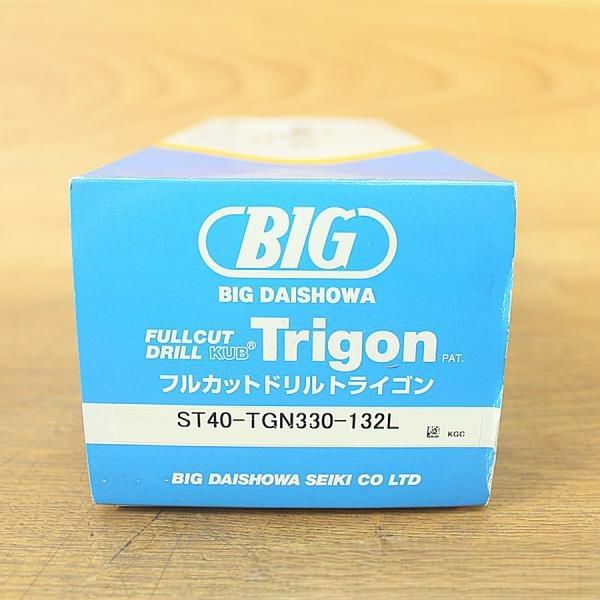 BIG
BIG DAISHOWA
FULLCUT DRILL KUB® Trigon PAT.
フルカットドリルトライゴン
ST40-TGN330-132L KGC
BIG DAISHOWA SEIKI CO LTD